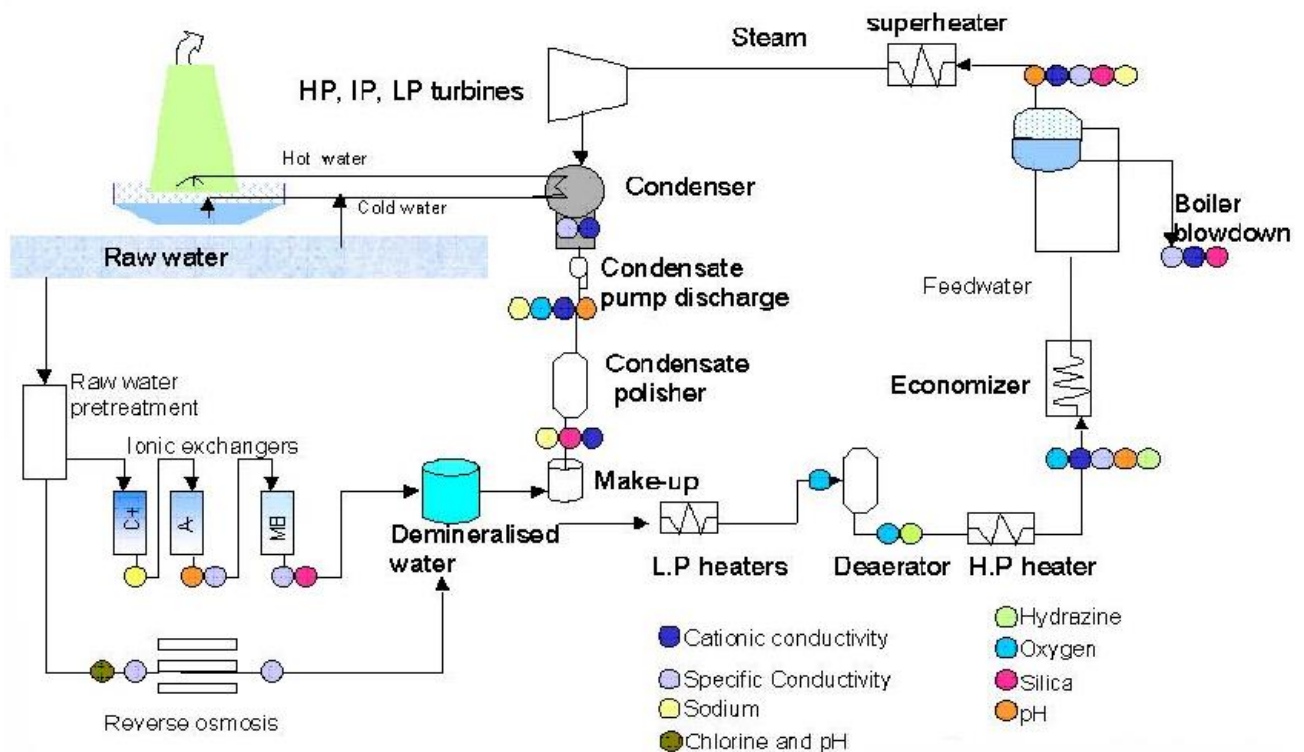 superheater
Steam
HP, IP, LP turbines
Hot water
Condenser
Cold water
Boiler
blowdown
Raw water
Condensate
pump discharge
Feedwater
Raw water
pretreatment
Condensate
polisher
Economizer
Ionic exchangers
C+
A-
MB
Make-up
Demineralised
water
L.P heaters
Deaerator
H.P heater
Cationic conductivity
Specific Conductivity
Sodium
Chlorine and pH
Hydrazine
Oxygen
Silica
pH
Reverse osmosis